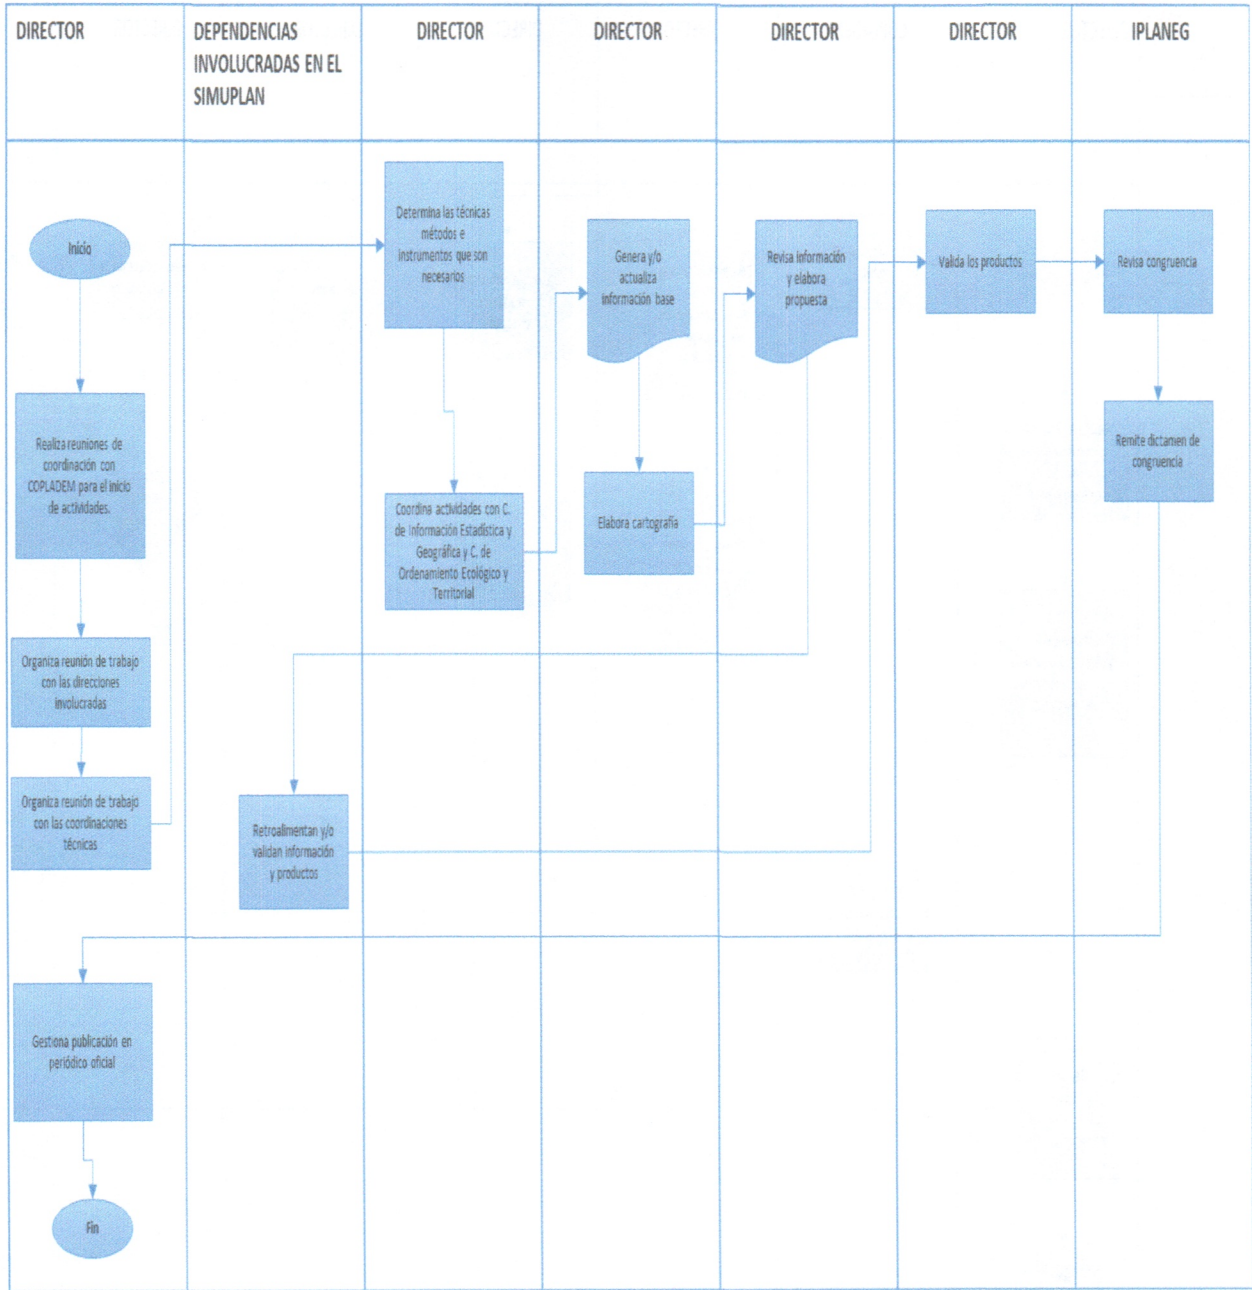 DIRECTOR
DEPENDENCIAS
INVOLUCRADAS EN EL
SIMUPLAN
DIRECTOR
DIRECTOR
DIRECTOR
DIRECTOR
IPLANEG
Inicio
Realiza reuniones de
coordinación con
COPLADEM para el inicio
de actividades.
Organiza reunión de trabajo
con las direcciones
involucradas
Organiza reunión de trabajo
con las coordinaciones
técnicas
Retroalimentan y/o
validan información
y productos
Determina las técnicas
métodos e
instrumentos que son
necesarios
Coordina actividades con C.
de Información Estadística y
Geográfica y C. de
Ordenamiento Ecológico y
Territorial
Genera y/o
actualiza
información base
Elabora cartografía
Revisa información
y elabora
propuesta
Valida los productos
Revisa congruencia
Remite dictamen de
congruencia
Gestiona publicación en
periódico oficial
Fin